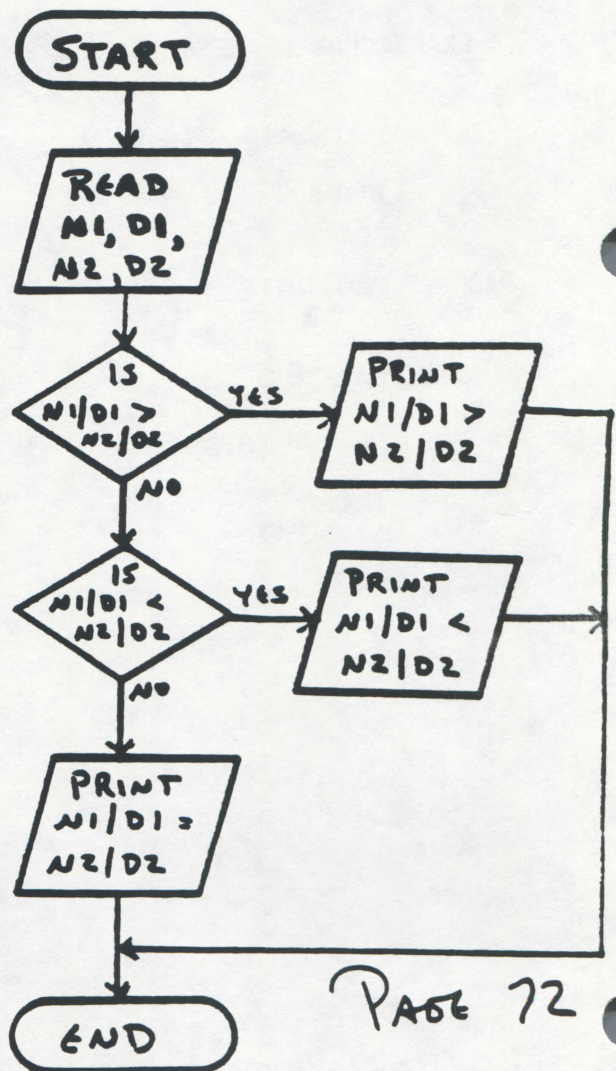 START
READ
N1, D1,
N2, D2
IS
N1/D1 >
N2/D2
YES
PRINT
N1/D1 >
N2/D2
NO
IS
N1/D1 <
N2/D2
YES
PRINT
N1/D1 <
N2/D2
NO
PRINT
N1/D1 =
N2/D2
END
PAGE 72